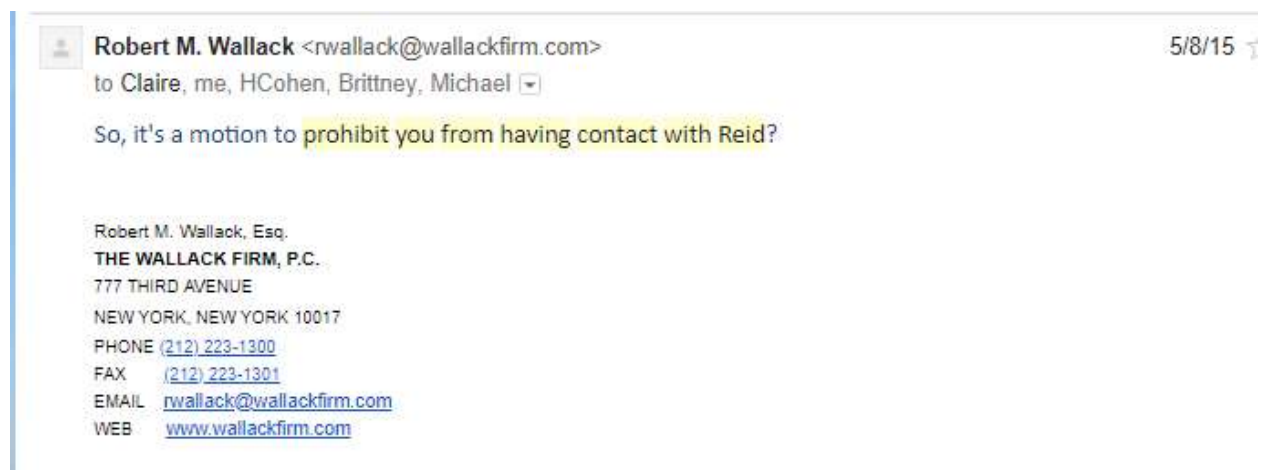 Robert M. Wallack <rwallack@wallackfirm.com> 5/8/15
to Claire, me, HCohen, Brittney, Michael
So, it's a motion to prohibit you from having contact with Reid?
Robert M. Wallack, Esq.
THE WALLACK FIRM, P.C.
777 THIRD AVENUE
NEW YORK, NEW YORK 10017
PHONE (212) 223-1300
FAX (212) 223-1301
EMAIL rwallack@wallackfirm.com
WEB www.wallackfirm.com